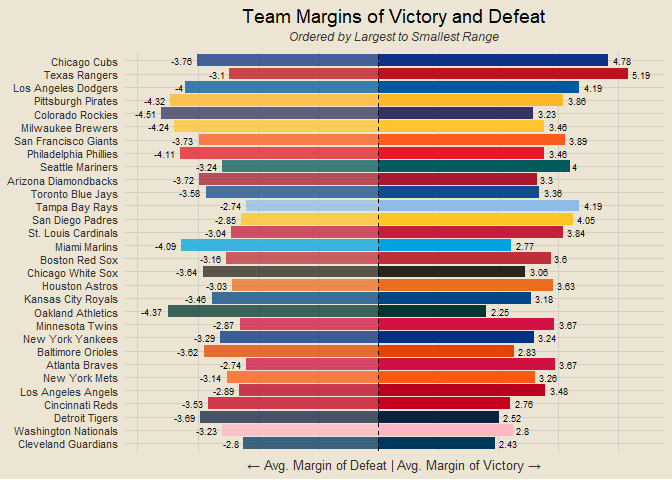 Team Margins of Victory and Defeat
Ordered by Largest to Smallest Range
Chicago Cubs -3.76 4.78
Texas Rangers -3.1 5.19
Los Angeles Dodgers -4 4.19
Pittsburgh Pirates -4.32 3.86
Colorado Rockies -4.51 3.23
Milwaukee Brewers -4.24 3.46
San Francisco Giants -3.73 3.89
Philadelphia Phillies -4.11 3.46
Seattle Mariners -3.24 4
Arizona Diamondbacks -3.72 3.3
Toronto Blue Jays -3.58 3.36
Tampa Bay Rays -2.74 4.19
San Diego Padres -2.85 4.05
St. Louis Cardinals -3.04 3.84
Miami Marlins -4.09 2.77
Boston Red Sox -3.16 3.6
Chicago White Sox -3.64 3.06
Houston Astros -3.03 3.63
Kansas City Royals -3.46 3.18
Oakland Athletics -4.37 2.25
Minnesota Twins -2.87 3.67
New York Yankees -3.29 3.24
Baltimore Orioles -3.62 2.83
Atlanta Braves -2.74 3.67
New York Mets -3.14 3.26
Los Angeles Angels -2.89 3.48
Cincinnati Reds -3.53 2.76
Detroit Tigers -3.69 2.52
Washington Nationals -3.23 2.8
Cleveland Guardians -2.8 2.43
← Avg. Margin of Defeat | Avg. Margin of Victory →